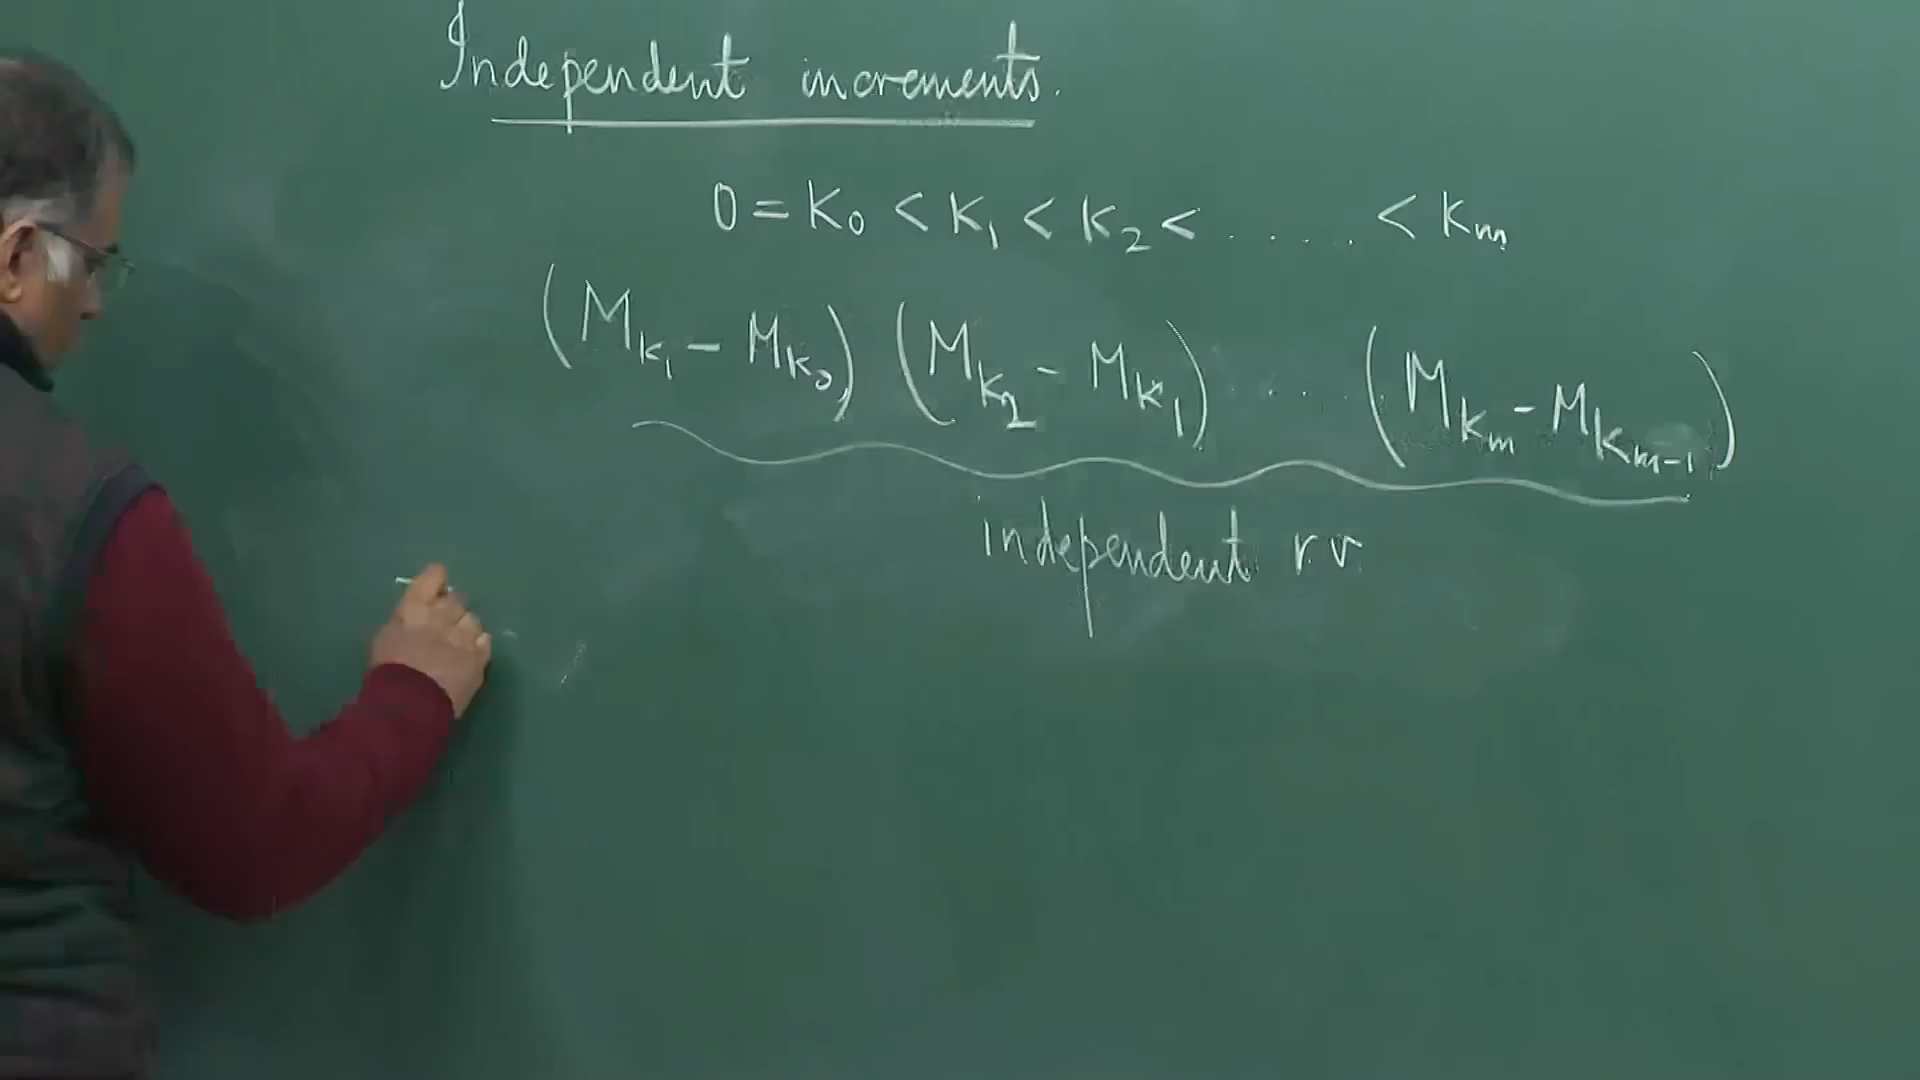 Independent increments.
0 = K₀ < K₁ < K₂ < ..... < Kₘ
(M_{K₁} - M_{K₀}) (M_{K₂} - M_{K₁}) .... (M_{Kₘ} - M_{Kₘ₋₁})
independent r.v.